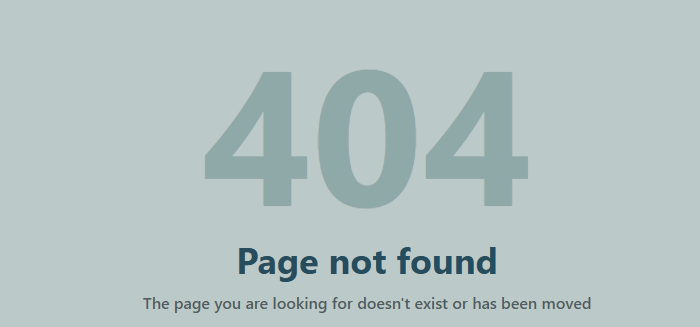 404
Page not found
The page you are looking for doesn't exist or has been moved